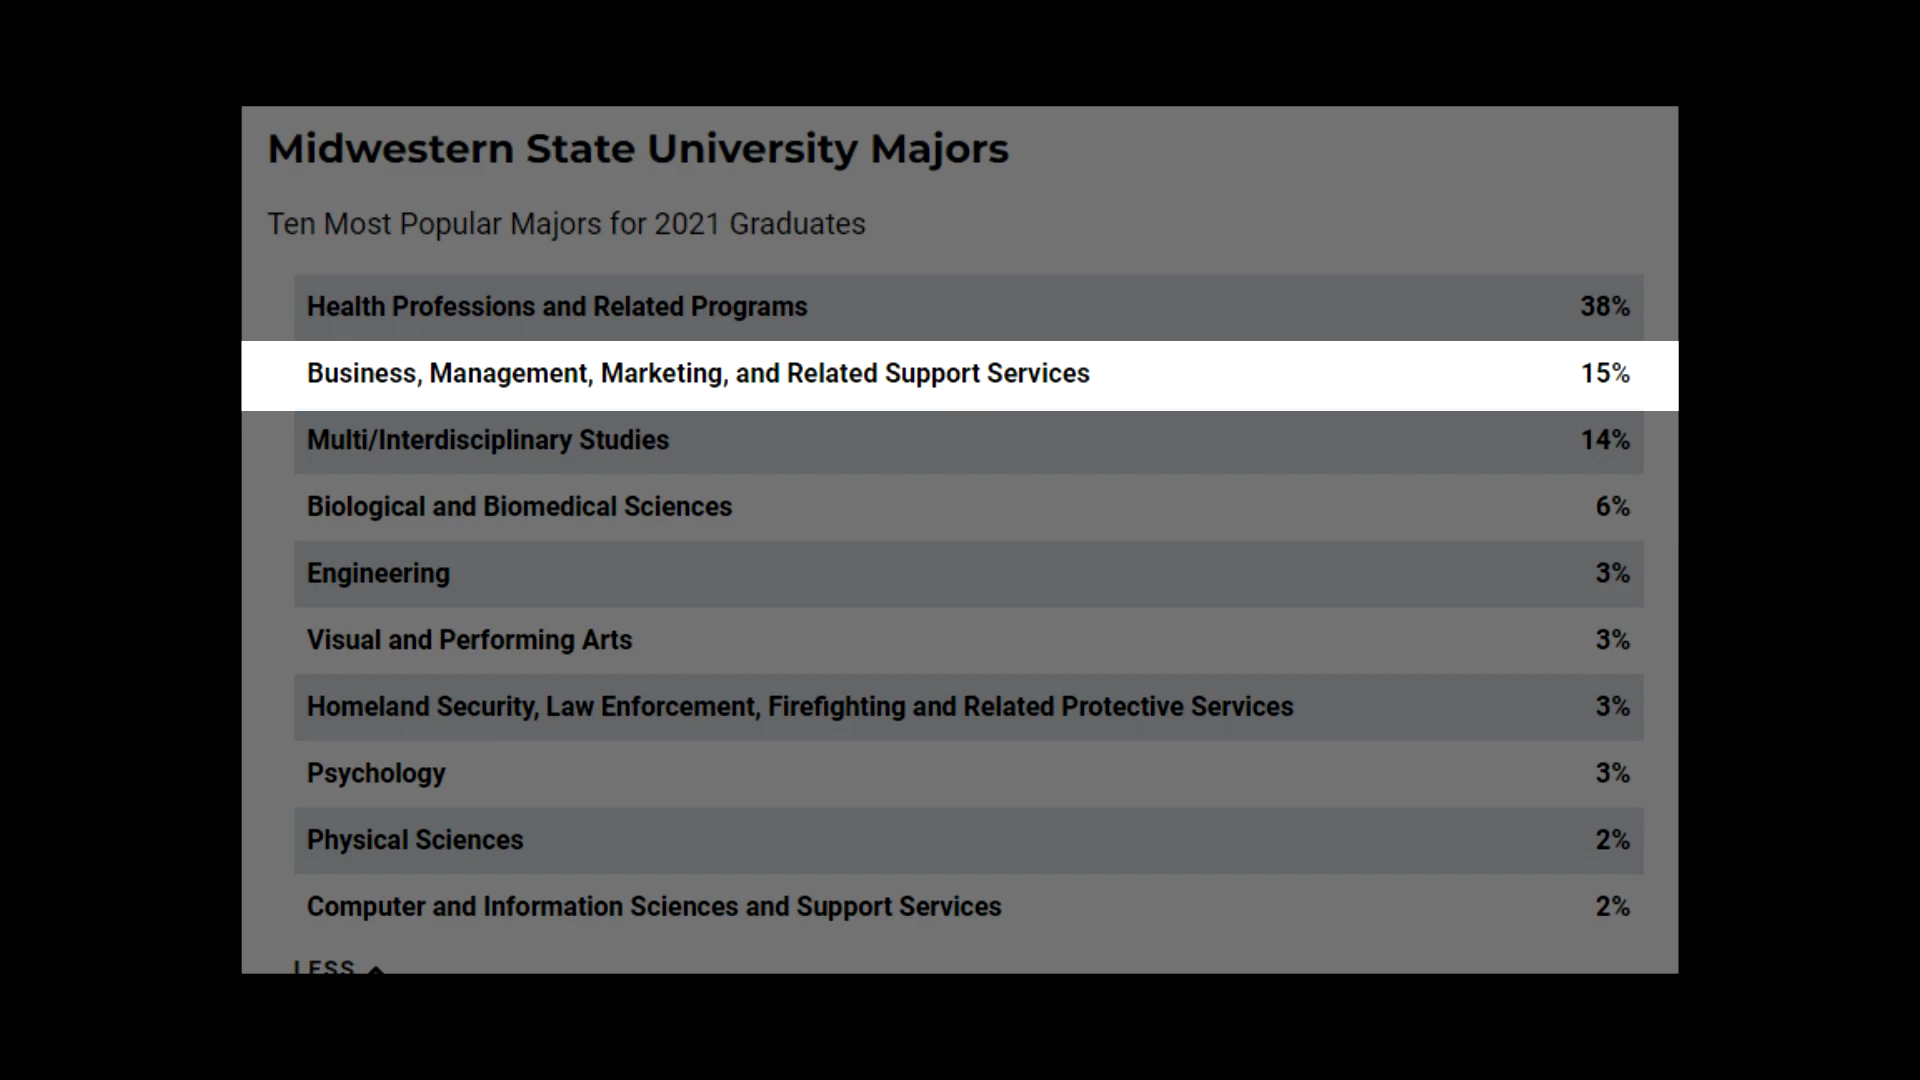 Midwestern State University Majors
Ten Most Popular Majors for 2021 Graduates
Health Professions and Related Programs 38%
Business, Management, Marketing, and Related Support Services 15%
Multi/Interdisciplinary Studies 14%
Biological and Biomedical Sciences 6%
Engineering 3%
Visual and Performing Arts 3%
Homeland Security, Law Enforcement, Firefighting and Related Protective Services 3%
Psychology 3%
Physical Sciences 2%
Computer and Information Sciences and Support Services 2%
LESS